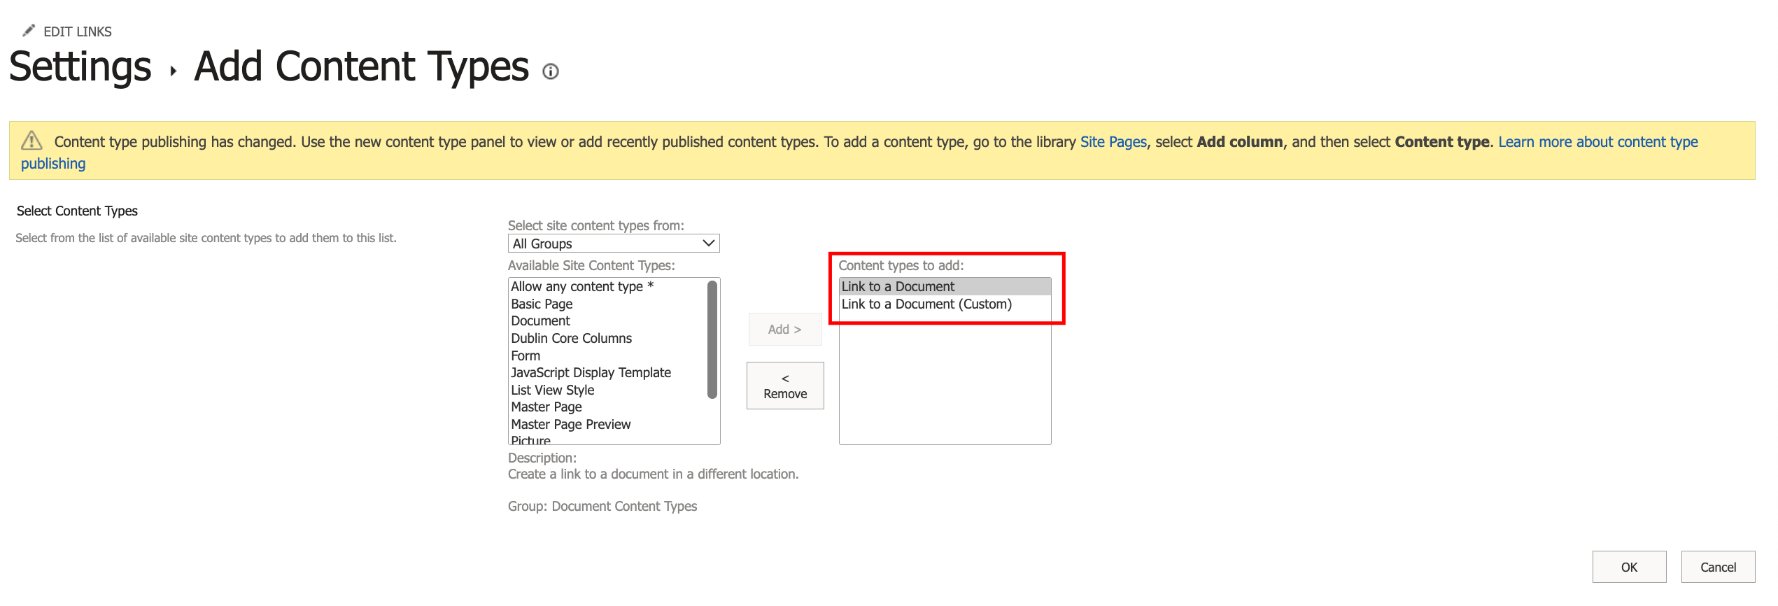 EDIT LINKS
Settings ▸ Add Content Types
Content type publishing has changed. Use the new content type panel to view or add recently published content types. To add a content type, go to the library Site Pages, select Add column, and then select Content type. Learn more about content type
publishing
Select Content Types
Select from the list of available site content types to add them to this list.
Select site content types from:
All Groups
Available Site Content Types:
Allow any content type *
Basic Page
Document
Dublin Core Columns
Form
JavaScript Display Template
List View Style
Master Page
Master Page Preview
Picture
Add >
<
Remove
Content types to add:
Link to a Document
Link to a Document (Custom)
Description:
Create a link to a document in a different location.
Group: Document Content Types
OK
Cancel